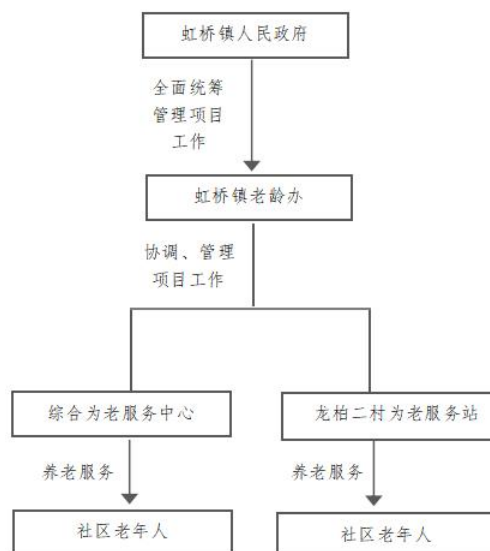 虹桥镇人民政府
全面统筹
管理项目
工作
虹桥镇老龄办
协调、管理
项目工作
综合为老服务中心
龙柏二村为老服务站
养老服务
养老服务
社区老年人
社区老年人